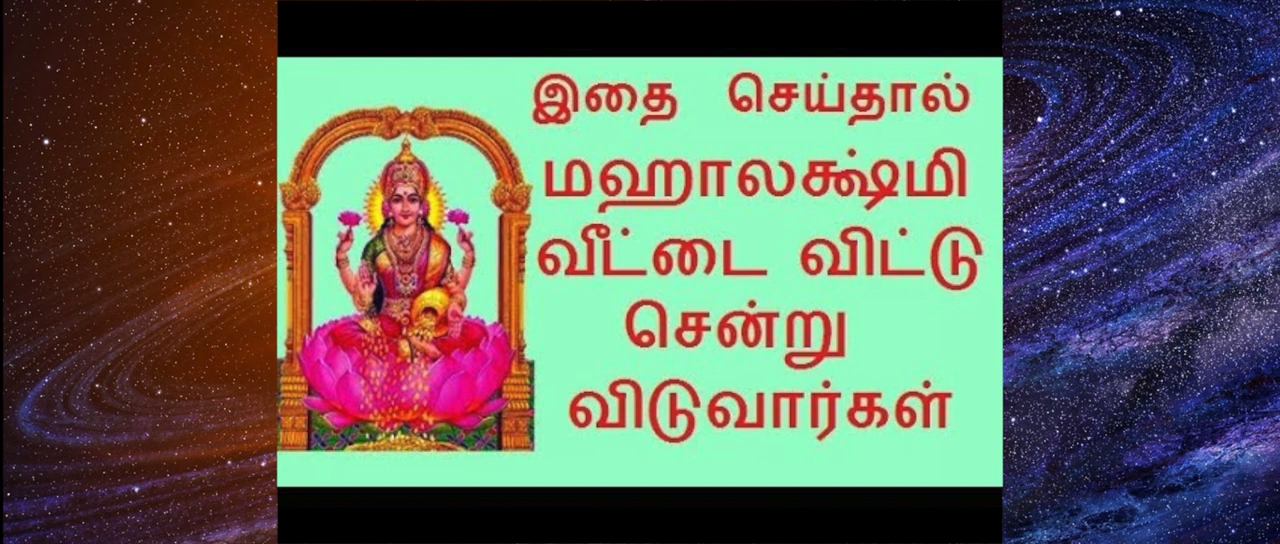 இதை செய்தால்
மஹாலக்ஷ்மி
வீட்டை விட்டு
சென்று
விடுவார்கள்